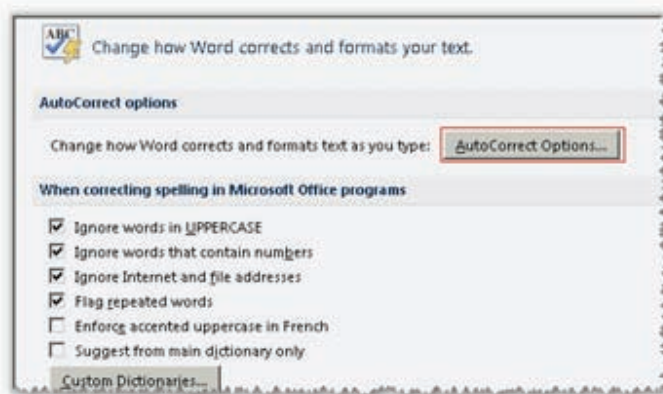 ABC
Change how Word corrects and formats your text.
AutoCorrect options
Change how Word corrects and formats text as you type: AutoCorrect Options...
When correcting spelling in Microsoft Office programs
Ignore words in UPPERCASE
Ignore words that contain numbers
Ignore Internet and file addresses
Flag repeated words
Enforce accented uppercase in French
Suggest from main dictionary only
Custom Dictionaries...